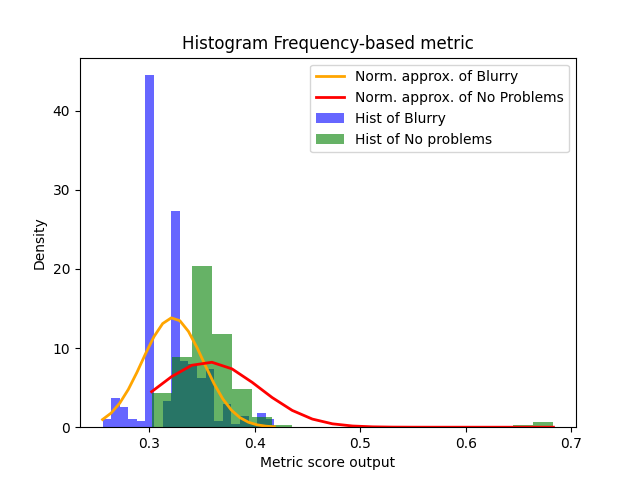 Histogram Frequency-based metric
Norm. approx. of Blurry
Norm. approx. of No Problems
Hist of Blurry
Hist of No problems
Density
40
30
20
10
0
0.3 0.4 0.5 0.6 0.7
Metric score output